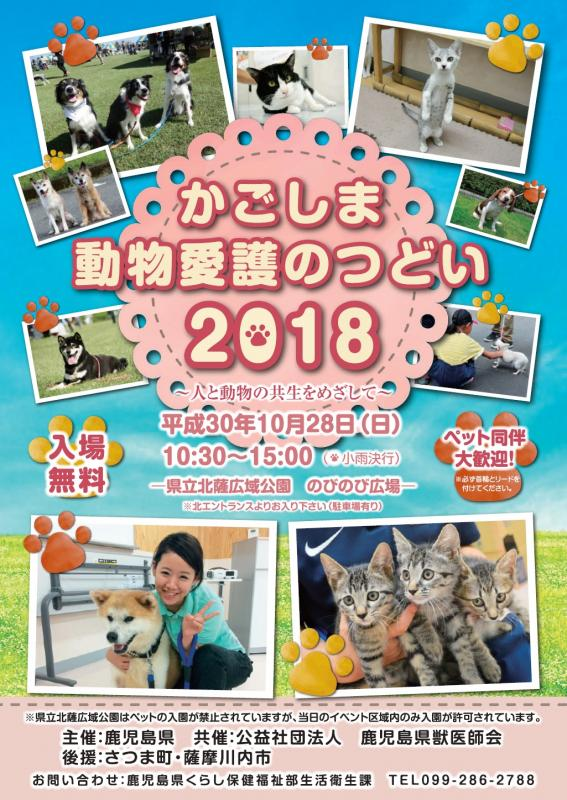 かごしま
動物愛護のつどい
2018
～人と動物の共生をめざして～
平成30年10月28日(日)
10:30～15:00 (小雨決行)
―県立北薩広域公園 のびのび広場―
※北エントランスよりお入り下さい(駐車場有り)
入場
無料
ペット同伴
大歓迎!
※必ず首輪とリードを
付けてください。
※県立北薩広域公園はペットの入園が禁止されていますが、当日のイベント区域内のみ入園が許可されています。
主催:鹿児島県 共催:公益社団法人 鹿児島県獣医師会
後援:さつま町・薩摩川内市
お問い合わせ:鹿児島県くらし保健福祉部生活衛生課 TEL099-286-2788